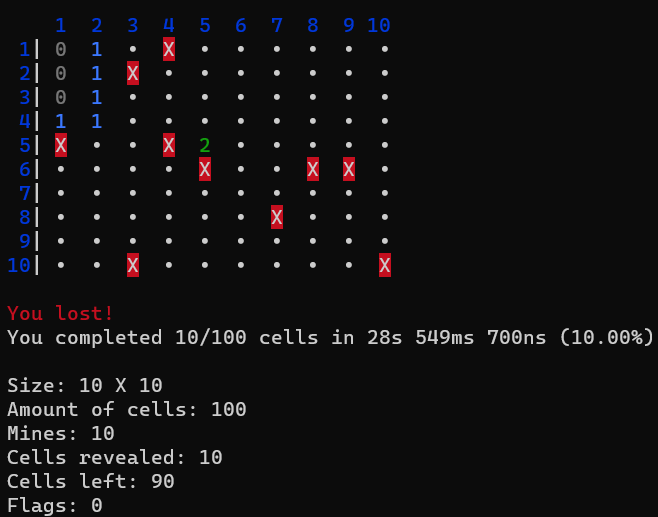 1 2 3 4 5 6 7 8 9 10
1| 0 1 • X • • • • • •
2| 0 1 X • • • • • • •
3| 0 1 • • • • • • • •
4| 1 1 • • • • • • • •
5| X • • X 2 • • • • •
6| • • • • X • • X X •
7| • • • • • • • • • •
8| • • • • • • X • • •
9| • • • • • • • • • •
10| • • X • • • • • • X
You lost!
You completed 10/100 cells in 28s 549ms 700ns (10.00%)
Size: 10 X 10
Amount of cells: 100
Mines: 10
Cells revealed: 10
Cells left: 90
Flags: 0